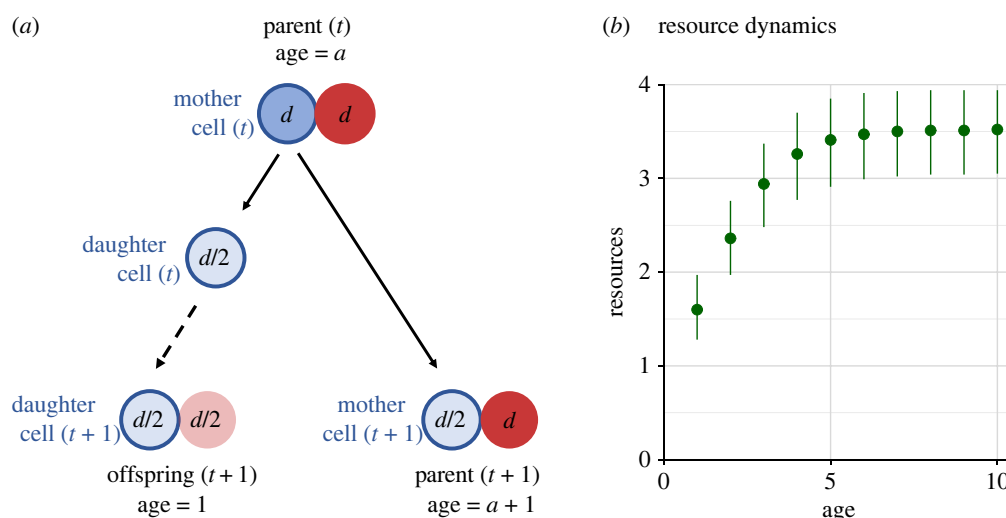 (a)
parent (t)
age = a
mother
cell (t)
d
d
daughter
cell (t)
d/2
daughter
cell (t + 1)
d/2
d/2
mother
cell (t + 1)
d/2
d
offspring (t + 1)
age = 1
parent (t + 1)
age = a + 1
(b) resource dynamics
4
3
2
1
0
resources
0
5
10
age